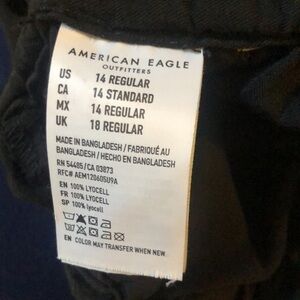 AMERICAN EAGLE
OUTFITTERS
US 14 REGULAR
CA 14 STANDARD
MX 14 REGULAR
UK 18 REGULAR
MADE IN BANGLADESH / FABRIQUÉ AU
BANGLADESH / HECHO EN BANGLADESH
RN 54485/CA 03873
RFC# AEM120605U9A
EN 100% LYOCELL
FR 100% LYOCELL
SP 100% lyocell
EN COLOR MAY TRANSFER WHEN NEW